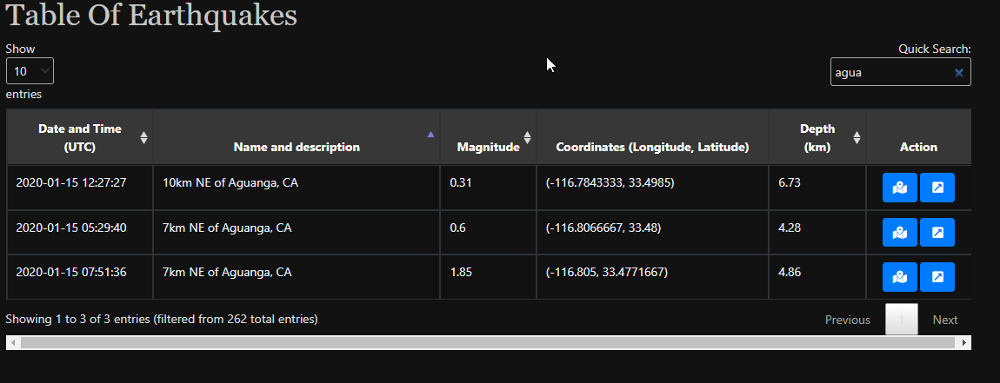 Table Of Earthquakes
Show
10
entries
Quick Search:
agua
Date and Time (UTC) Name and description Magnitude Coordinates (Longitude, Latitude) Depth (km) Action
2020-01-15 12:27:27 10km NE of Aguanga, CA 0.31 (-116.7843333, 33.4985) 6.73
2020-01-15 05:29:40 7km NE of Aguanga, CA 0.6 (-116.8066667, 33.48) 4.28
2020-01-15 07:51:36 7km NE of Aguanga, CA 1.85 (-116.805, 33.4771667) 4.86
Showing 1 to 3 of 3 entries (filtered from 262 total entries)
Previous 1 Next